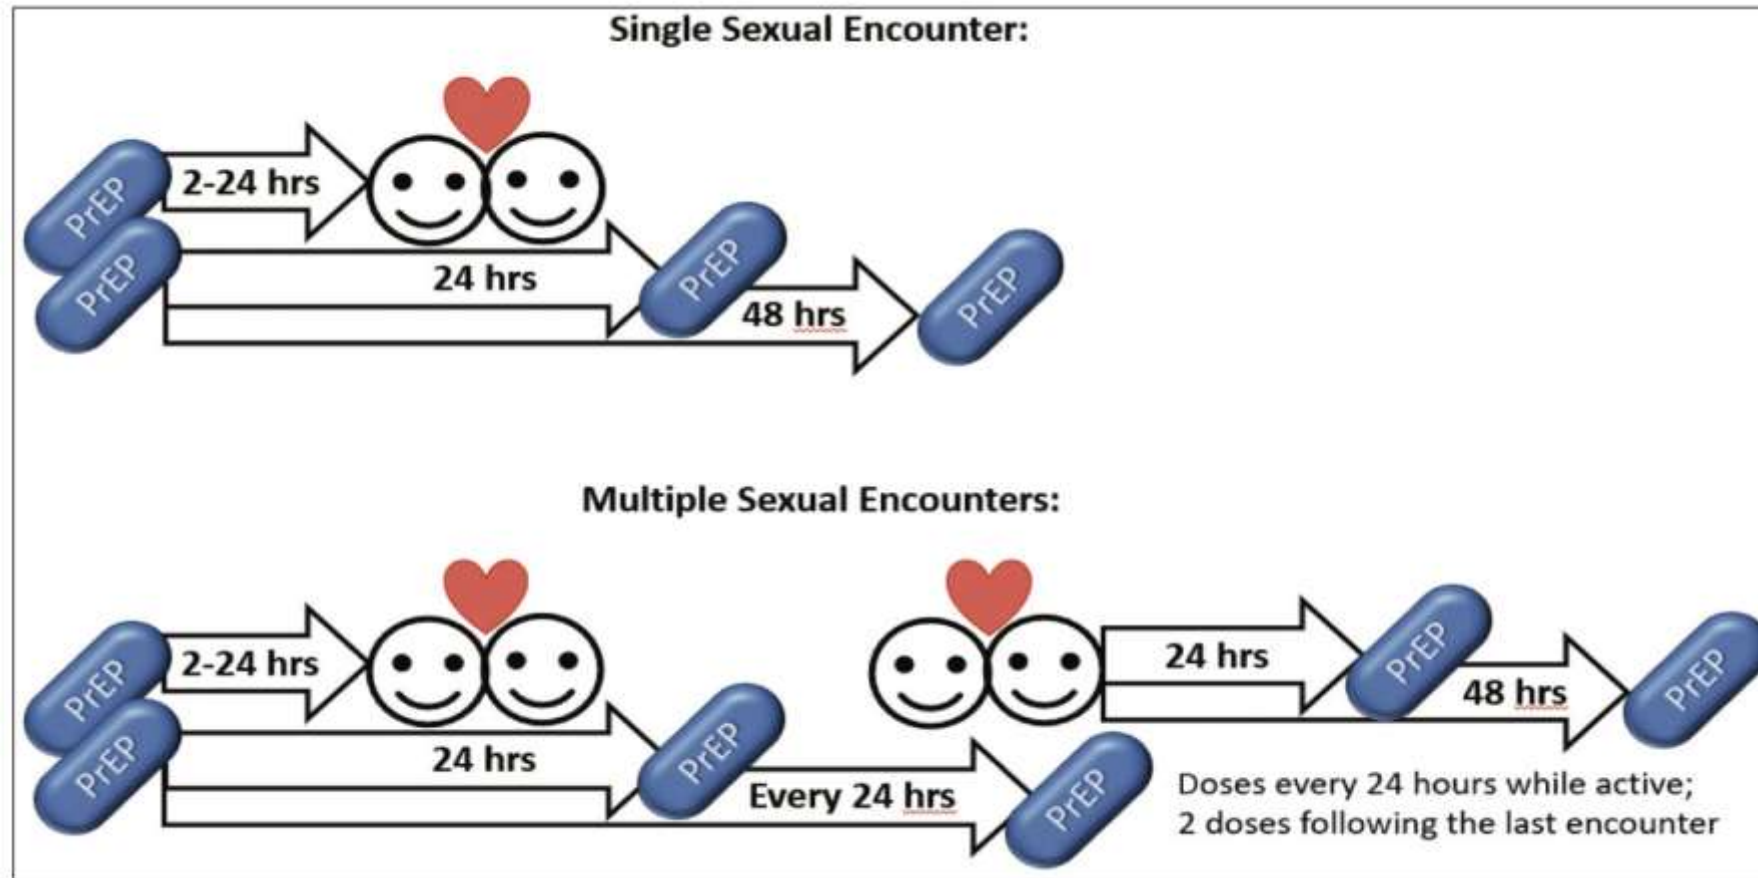 Single Sexual Encounter:
PrEP
2-24 hrs
PrEP
24 hrs
PrEP
48 hrs
PrEP
Multiple Sexual Encounters:
PrEP
2-24 hrs
PrEP
24 hrs
PrEP
Every 24 hrs
PrEP
24 hrs
PrEP
48 hrs
PrEP
Doses every 24 hours while active;
2 doses following the last encounter